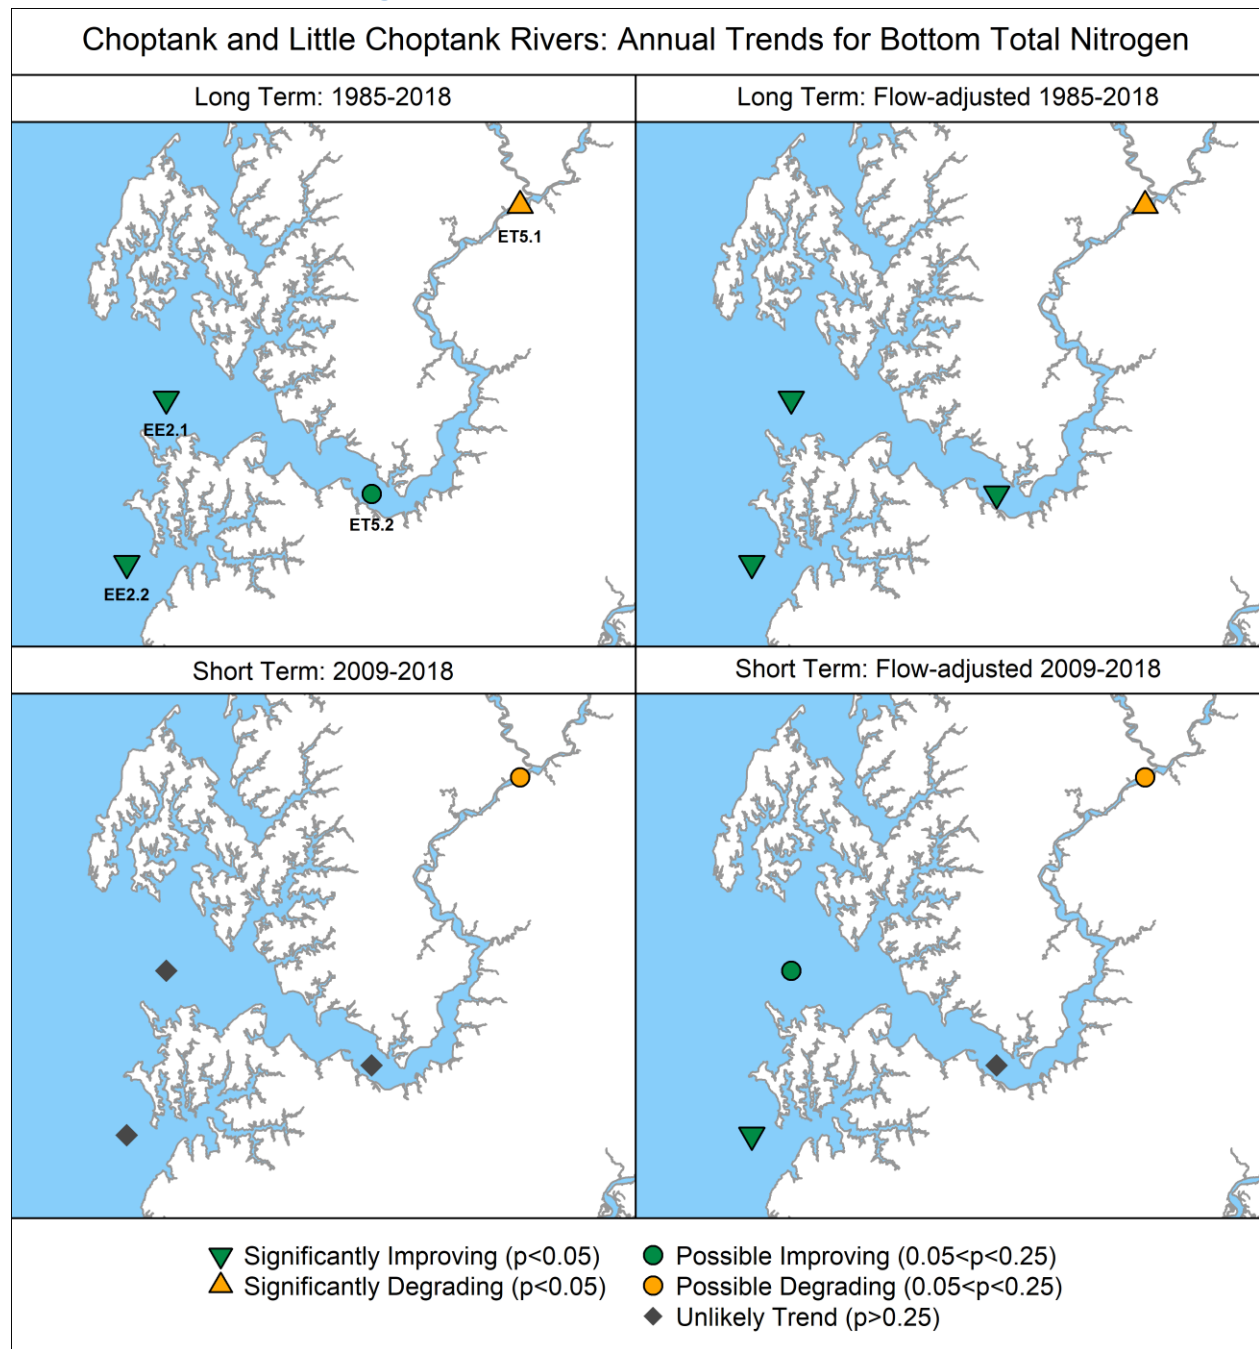 Choptank and Little Choptank Rivers: Annual Trends for Bottom Total Nitrogen
Long Term: 1985-2018
Long Term: Flow-adjusted 1985-2018
ET5.1
EE2.1
ET5.2
EE2.2
Short Term: 2009-2018
Short Term: Flow-adjusted 2009-2018
Significantly Improving (p<0.05)
Significantly Degrading (p<0.05)
Possible Improving (0.05<p<0.25)
Possible Degrading (0.05<p<0.25)
Unlikely Trend (p>0.25)